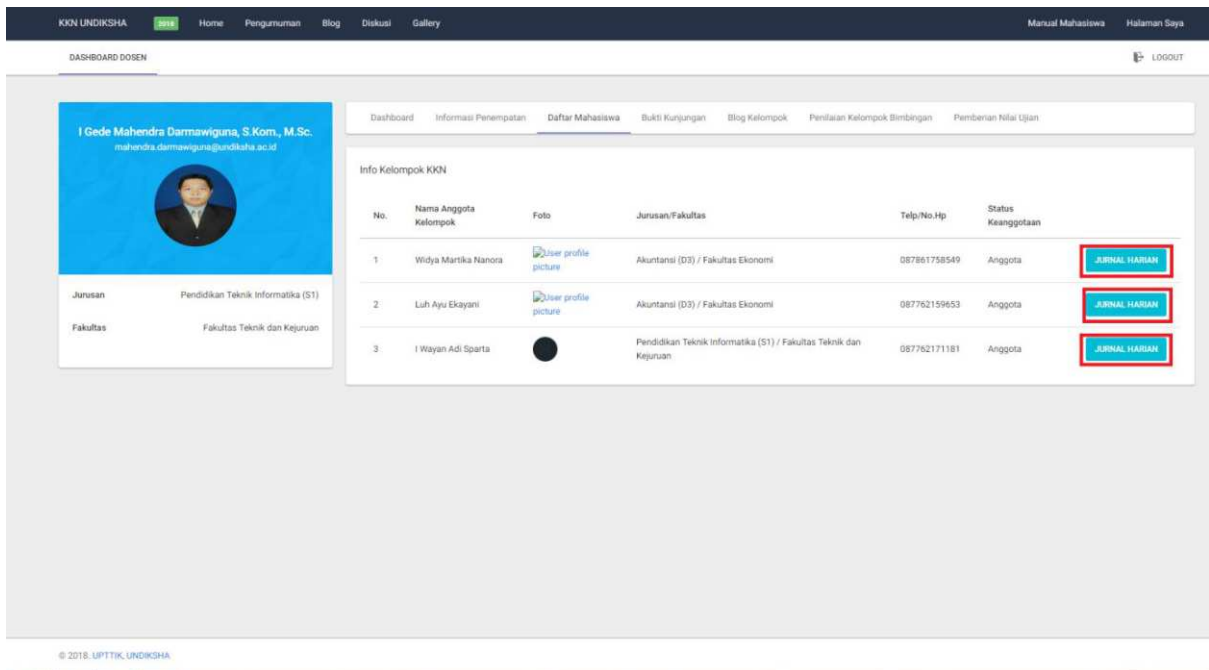 KKN UNDIKSHA 2018 Home Pengumuman Blog Diskusi Gallery Manual Mahasiswa Halaman Saya
DASHBOARD DOSEN LOGOUT
I Gede Mahendra Darmawiguna, S.Kom., M.Sc.
mahendra.darmawiguna@undiksha.ac.id
Jurusan Pendidikan Teknik Informatika (S1)
Fakultas Fakultas Teknik dan Kejuruan
Dashboard Informasi Penempatan Daftar Mahasiswa Bukti Kunjungan Blog Kelompok Penilaian Kelompok Bimbingan Pemberian Nilai Ujian
Info Kelompok KKN
No. Nama Anggota Kelompok Foto Jurusan/Fakultas Telp/No.Hp Status Keanggotaan
1 Widya Martika Nanora User profile picture Akuntansi (D3) / Fakultas Ekonomi 087861758549 Anggota JURNAL HARIAN
2 Luh Ayu Ekayani User profile picture Akuntansi (D3) / Fakultas Ekonomi 087762159653 Anggota JURNAL HARIAN
3 I Wayan Adi Sparta Pendidikan Teknik Informatika (S1) / Fakultas Teknik dan Kejuruan 087762171181 Anggota JURNAL HARIAN
© 2018. UPTTIK, UNDIKSHA